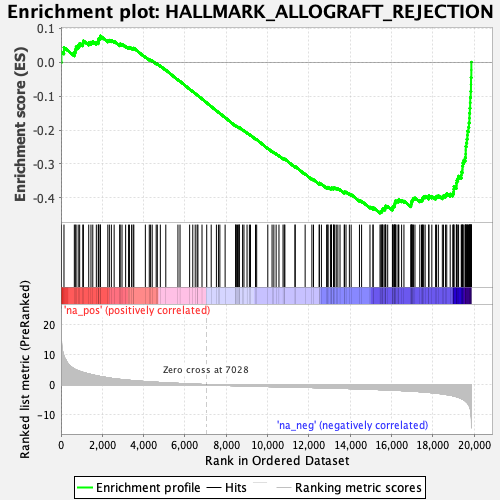 Enrichment plot: HALLMARK_ALLOGRAFT_REJECTION
Enrichment score (ES)
0.1
0.0
-0.1
-0.2
-0.3
-0.4
'na_pos' (positively correlated)
Ranked list metric (PreRanked)
20
10
0
-10
Zero cross at 7028
'na_neg' (negatively correlated)
0
2,000
4,000
6,000
8,000
10,000
12,000
14,000
16,000
18,000
20,000
Rank in Ordered Dataset
Enrichment profile
Hits
Ranking metric scores